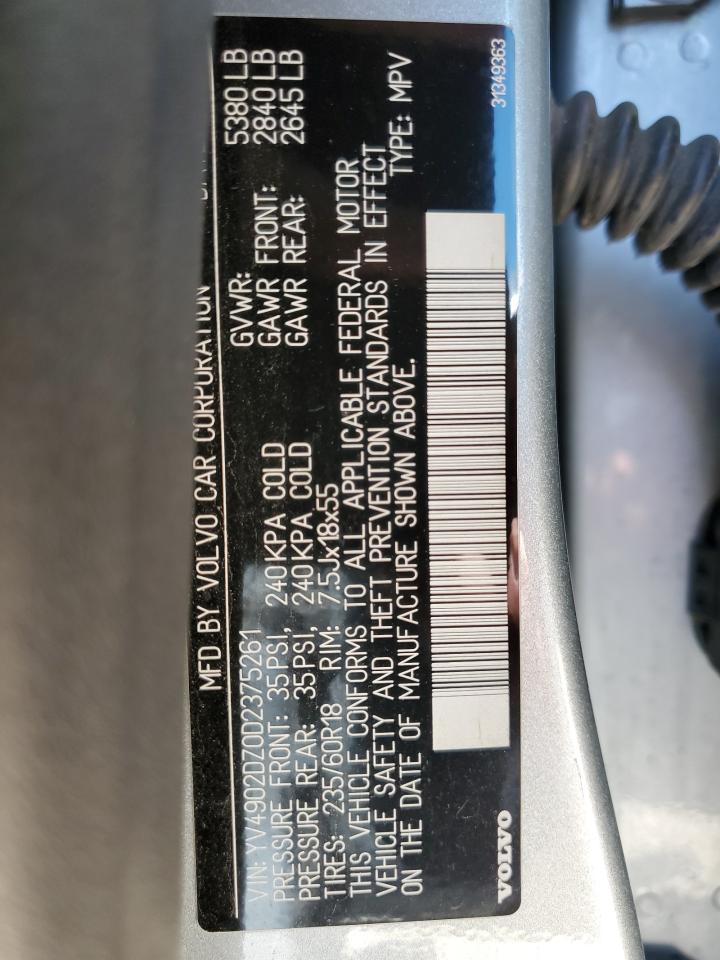 MFD BY VOLVO CAR CORPORATION
VIN: YV4902DZ0D2375261 GVWR: 5380 LB
PRESSURE FRONT: 35PSI, 240KPA COLD GAWR FRONT: 2840 LB
PRESSURE REAR: 35PSI, 240KPA COLD GAWR REAR: 2645 LB
TIRES: 235/60R18 RIM: 7.5Jx18x55
THIS VEHICLE CONFORMS TO ALL APPLICABLE FEDERAL MOTOR
VEHICLE SAFETY AND THEFT PREVENTION STANDARDS IN EFFECT
ON THE DATE OF MANUFACTURE SHOWN ABOVE. TYPE: MPV
VOLVO 31349363